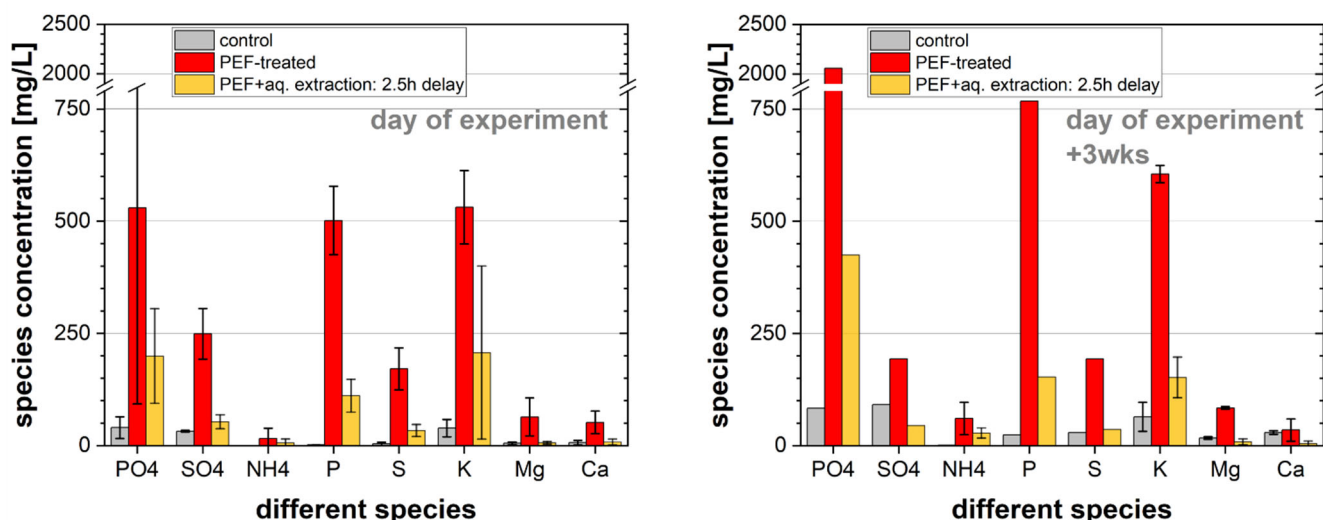 species concentration [mg/L]
2500
2000
750
500
250
0
control
PEF-treated
PEF+aq. extraction: 2.5h delay
day of experiment
PO4 SO4 NH4 P S K Mg Ca
different species
species concentration [mg/L]
2500
2000
750
500
250
0
control
PEF-treated
PEF+aq. extraction: 2.5h delay
day of experiment
+3wks
PO4 SO4 NH4 P S K Mg Ca
different species